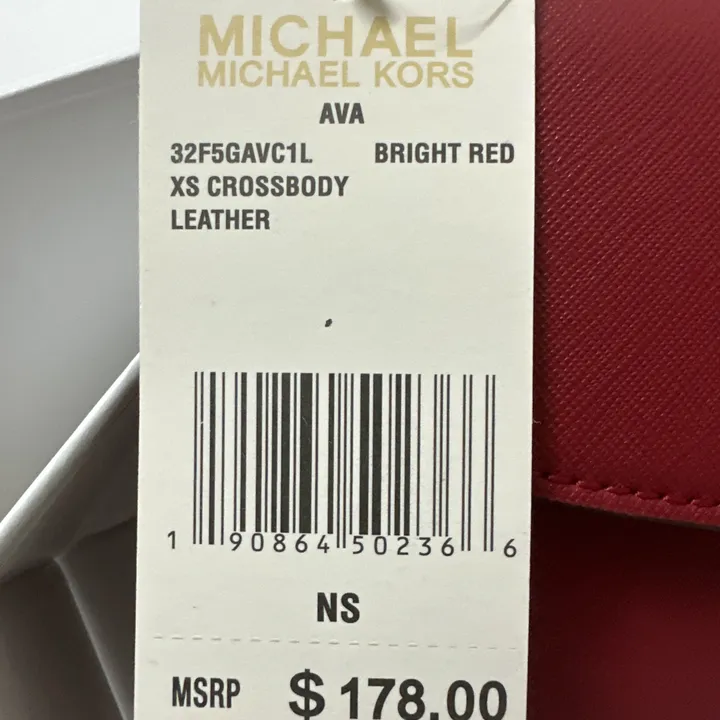 MICHAEL
MICHAEL KORS
AVA
32F5GAVC1L BRIGHT RED
XS CROSSBODY
LEATHER
1 90864 50236 6
NS
MSRP $178.00